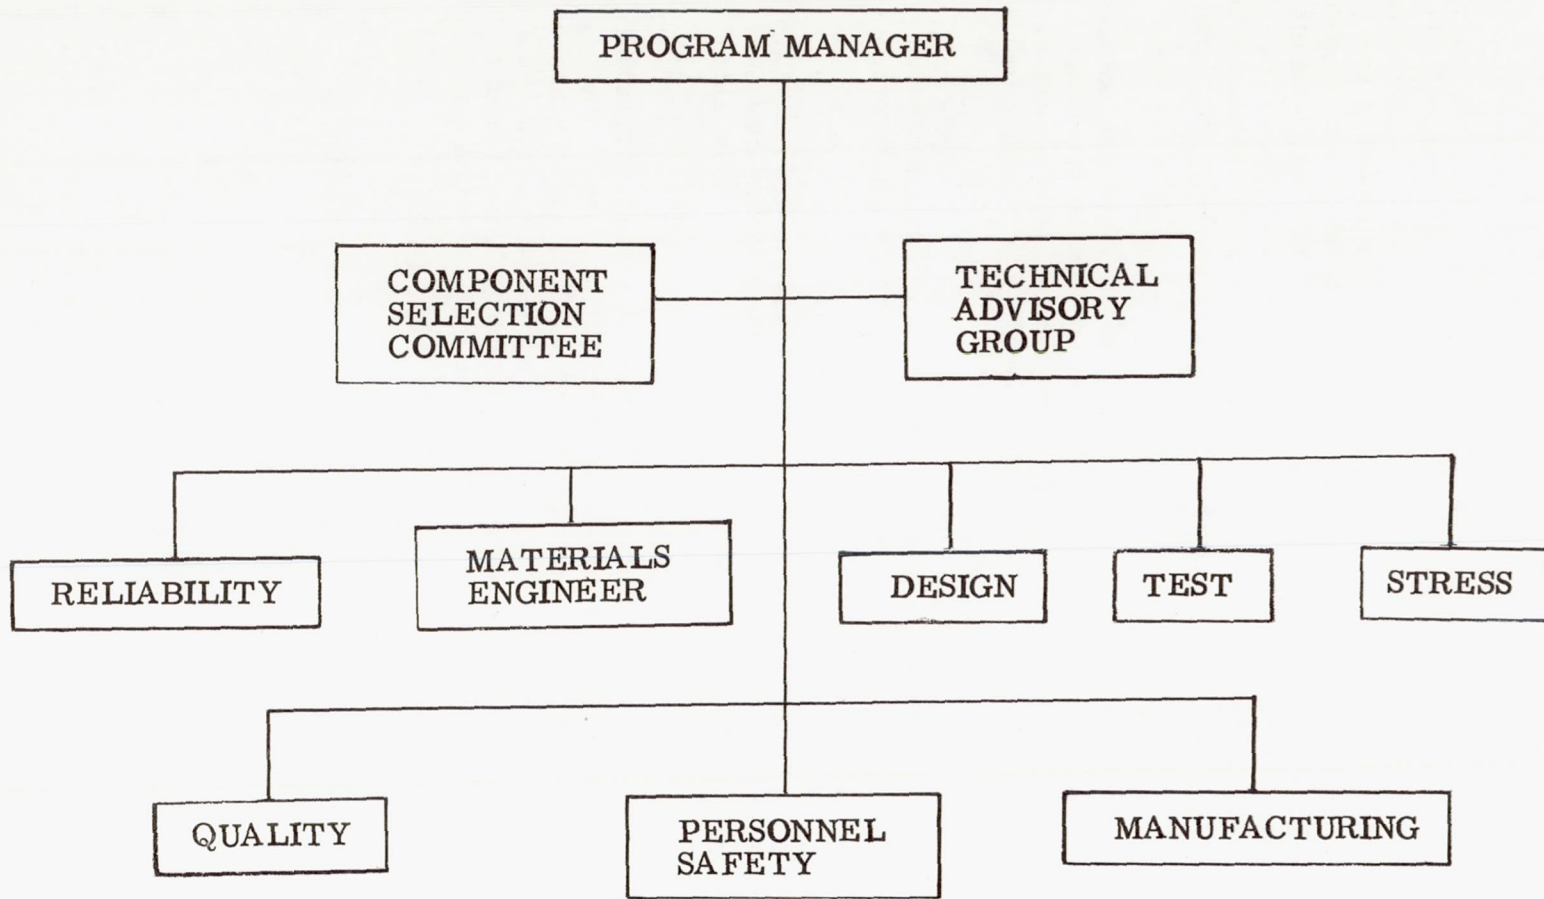 PROGRAM MANAGER
COMPONENT
SELECTION
COMMITTEE
TECHNICAL
ADVISORY
GROUP
RELIABILITY
MATERIALS
ENGINEER
DESIGN
TEST
STRESS
QUALITY
PERSONNEL
SAFETY
MANUFACTURING